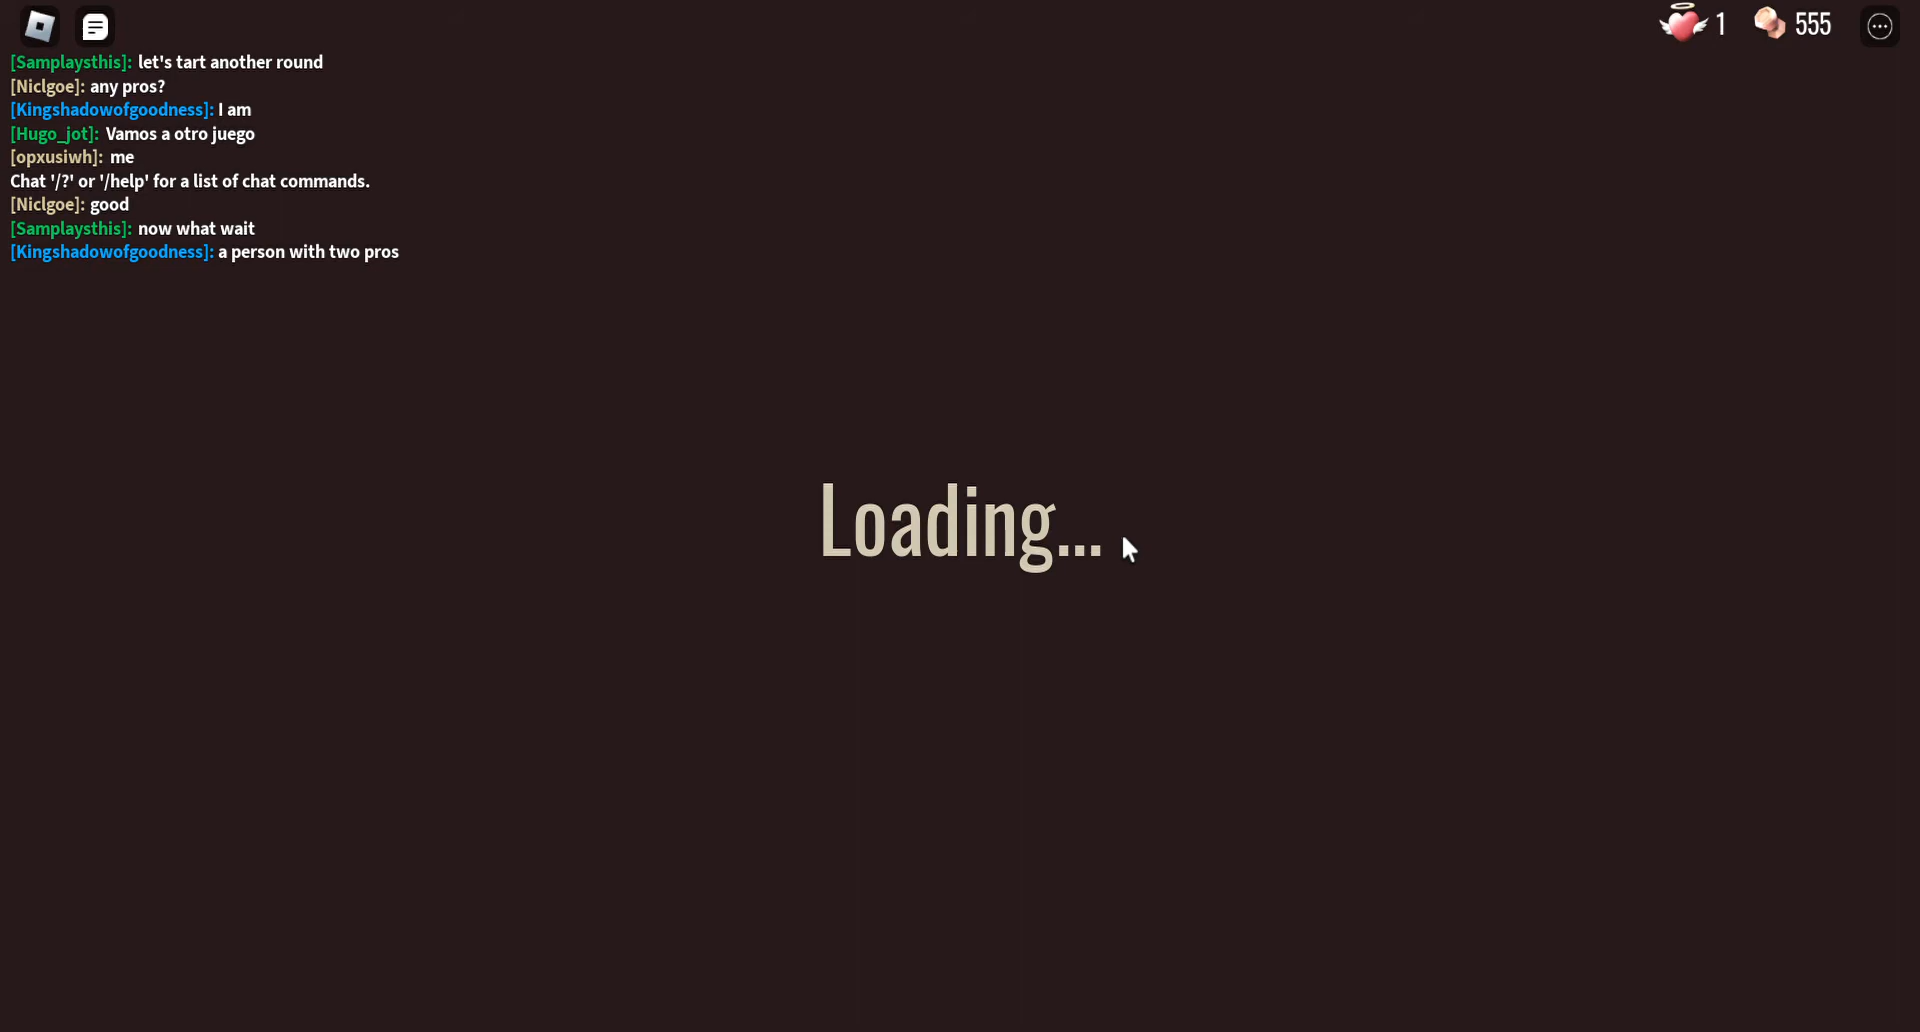 1
555
[Samplaysthis]: let's tart another round
[Niclgoe]: any pros?
[Kingshadowofgoodness]: I am
[Hugo_jot]: Vamos a otro juego
[opxusiwh]: me
Chat '/?' or '/help' for a list of chat commands.
[Niclgoe]: good
[Samplaysthis]: now what wait
[Kingshadowofgoodness]: a person with two pros
Loading...